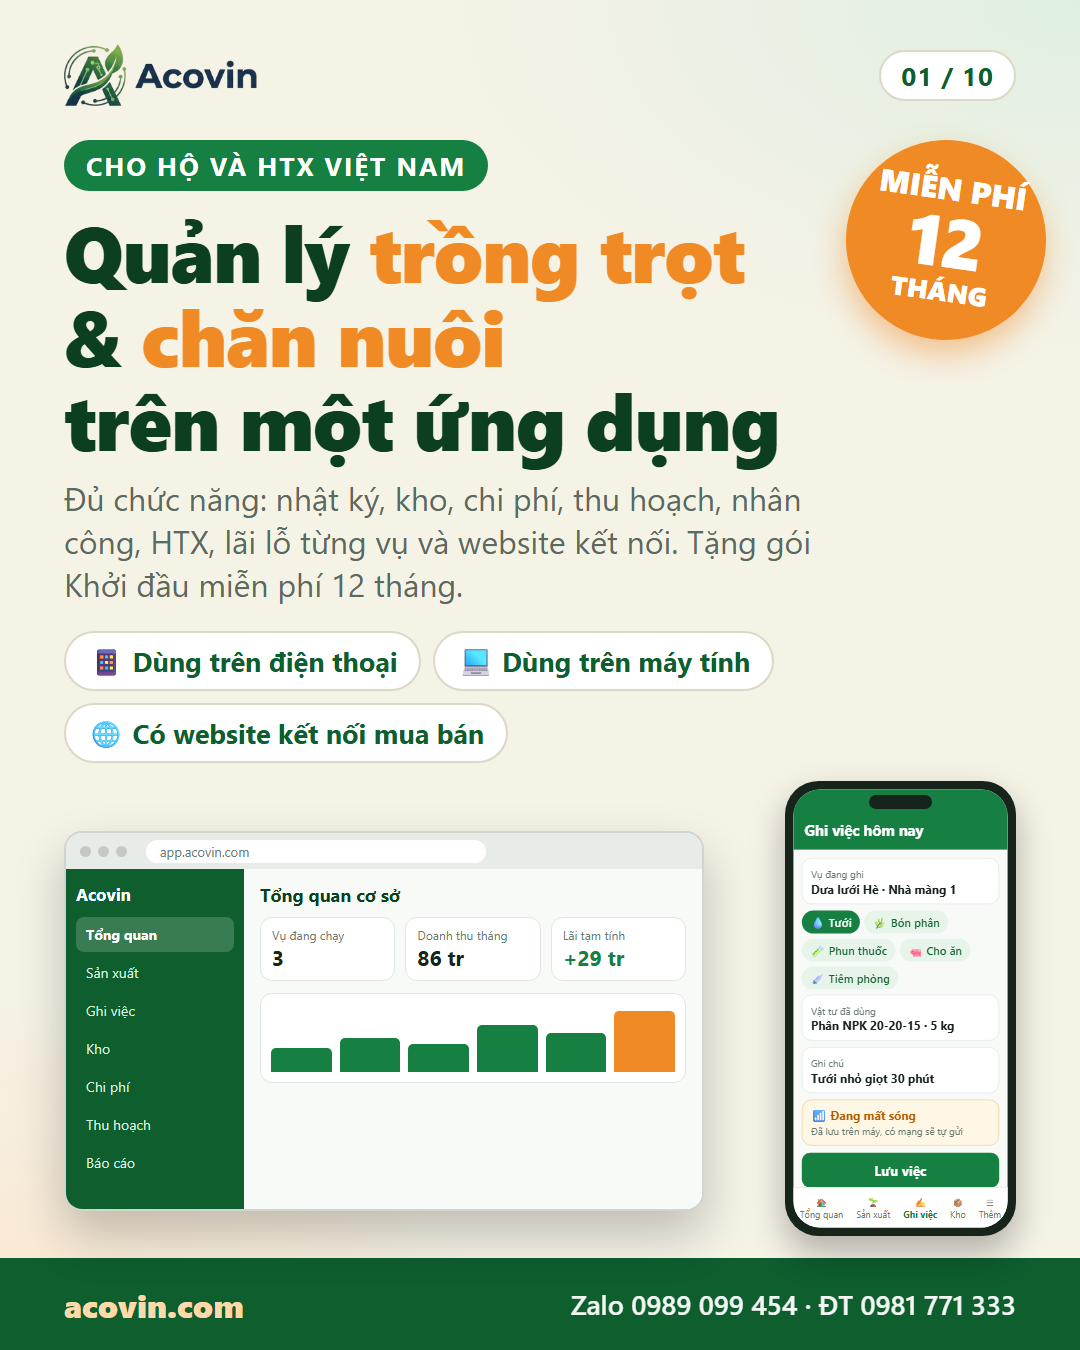 Acovin
01 / 10
CHO HỘ VÀ HTX VIỆT NAM
MIỄN PHÍ
12
THÁNG
Quản lý trồng trọt
& chăn nuôi
trên một ứng dụng
Đủ chức năng: nhật ký, kho, chi phí, thu hoạch, nhân
công, HTX, lãi lỗ từng vụ và website kết nối. Tặng gói
Khởi đầu miễn phí 12 tháng.
Dùng trên điện thoại
Dùng trên máy tính
Có website kết nối mua bán
app.acovin.com
Acovin
Tổng quan
Sản xuất
Ghi việc
Kho
Chi phí
Thu hoạch
Báo cáo
Tổng quan cơ sở
Vụ đang chạy
3
Doanh thu tháng
86 tr
Lãi tạm tính
+29 tr
Ghi việc hôm nay
Vụ đang ghi
Dưa lưới Hè · Nhà màng 1
Tưới
Bón phân
Phun thuốc
Cho ăn
Tiêm phòng
Vật tư đã dùng
Phân NPK 20-20-15 · 5 kg
Ghi chú
Tưới nhỏ giọt 30 phút
Đang mất sóng
Đã lưu trên máy, có mạng sẽ tự gửi
Lưu việc
Tổng quan
Sản xuất
Ghi việc
Kho
Thêm
acovin.com
Zalo 0989 099 454 · ĐT 0981 771 333